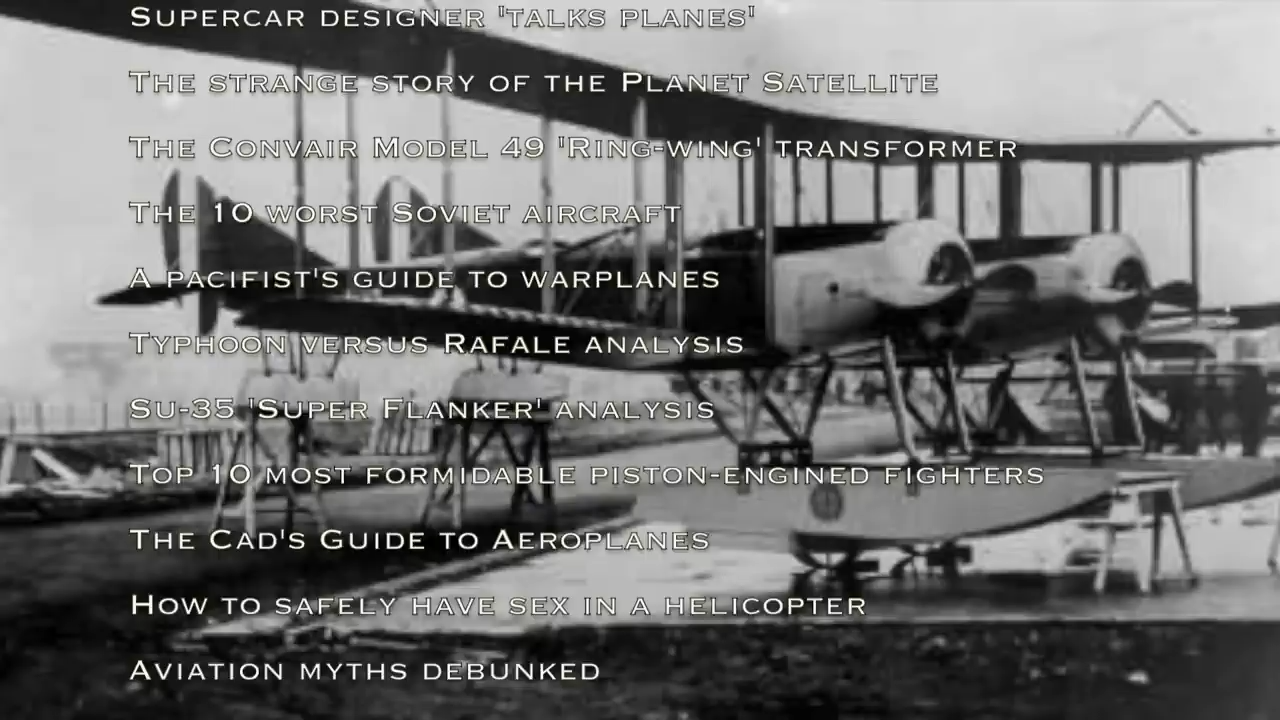 Supercar designer 'talks planes'
The strange story of the Planet Satellite
The Convair Model 49 'Ring-wing' transformer
The 10 worst Soviet aircraft
A pacifist's guide to warplanes
Typhoon versus Rafale analysis
Su-35 'Super Flanker' analysis
Top 10 most formidable piston-engined fighters
The Cad's Guide to Aeroplanes
How to safely have sex in a helicopter
Aviation myths debunked